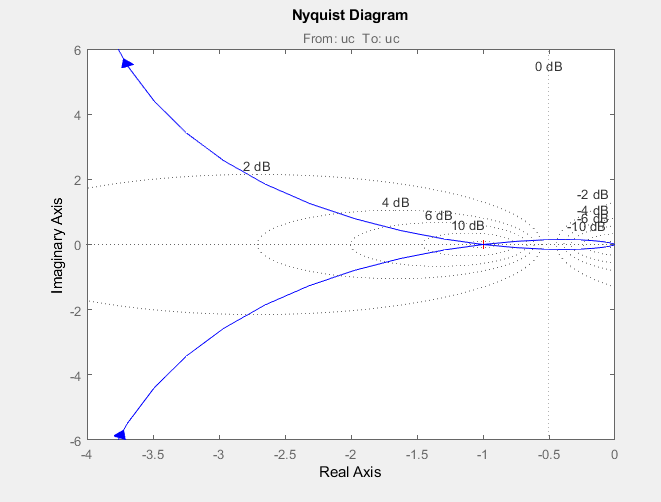 Nyquist Diagram
From: uc To: uc
0 dB
2 dB
4 dB
6 dB
10 dB
-2 dB
-4 dB
-6 dB
-10 dB
Imaginary Axis
6
4
2
0
-2
-4
-6
-4
-3.5
-3
-2.5
-2
-1.5
-1
-0.5
0
Real Axis